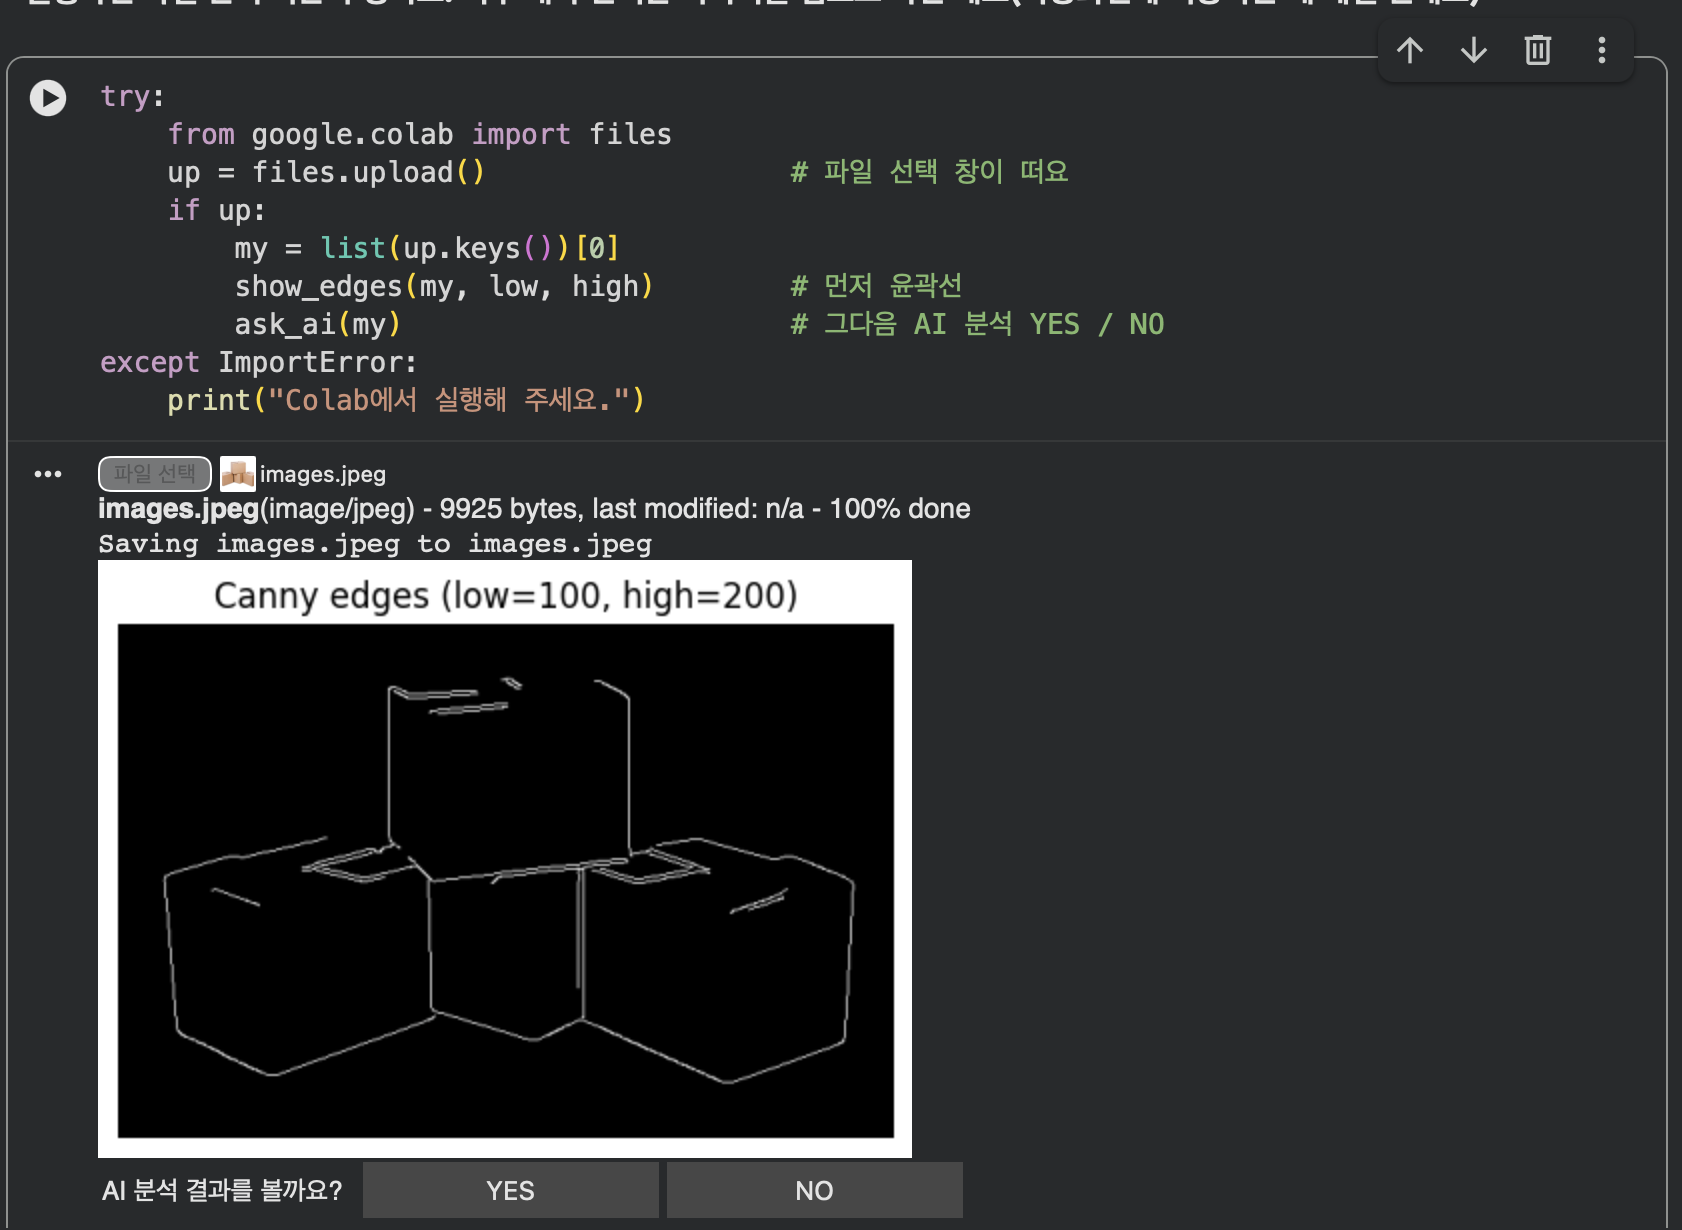 try:
    from google.colab import files
    up = files.upload()                  # 파일 선택 창이 떠요
    if up:
        my = list(up.keys())[0]
        show_edges(my, low, high)        # 먼저 윤곽선
        ask_ai(my)                       # 그다음 AI 분석 YES / NO
except ImportError:
    print("Colab에서 실행해 주세요.")
파일 선택 images.jpeg
images.jpeg(image/jpeg) - 9925 bytes, last modified: n/a - 100% done
Saving images.jpeg to images.jpeg
Canny edges (low=100, high=200)
AI 분석 결과를 볼까요? YES NO